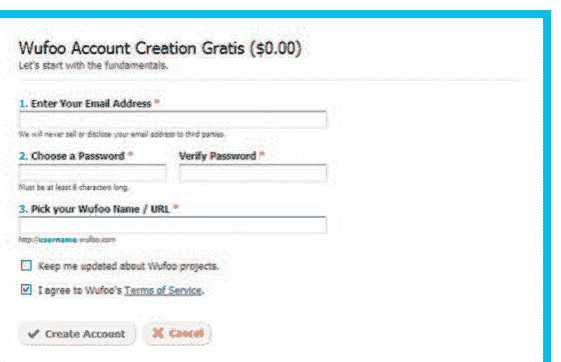 Wufoo Account Creation Gratis ($0.00)
Let's start with the fundamentals.
1. Enter Your Email Address *
We will never sell or disclose your email address to third parties.
2. Choose a Password * Verify Password *
Must be at least 6 characters long.
3. Pick your Wufoo Name / URL *
http://username.wufoo.com
Keep me updated about Wufoo projects.
I agree to Wufoo's Terms of Service.
Create Account Cancel